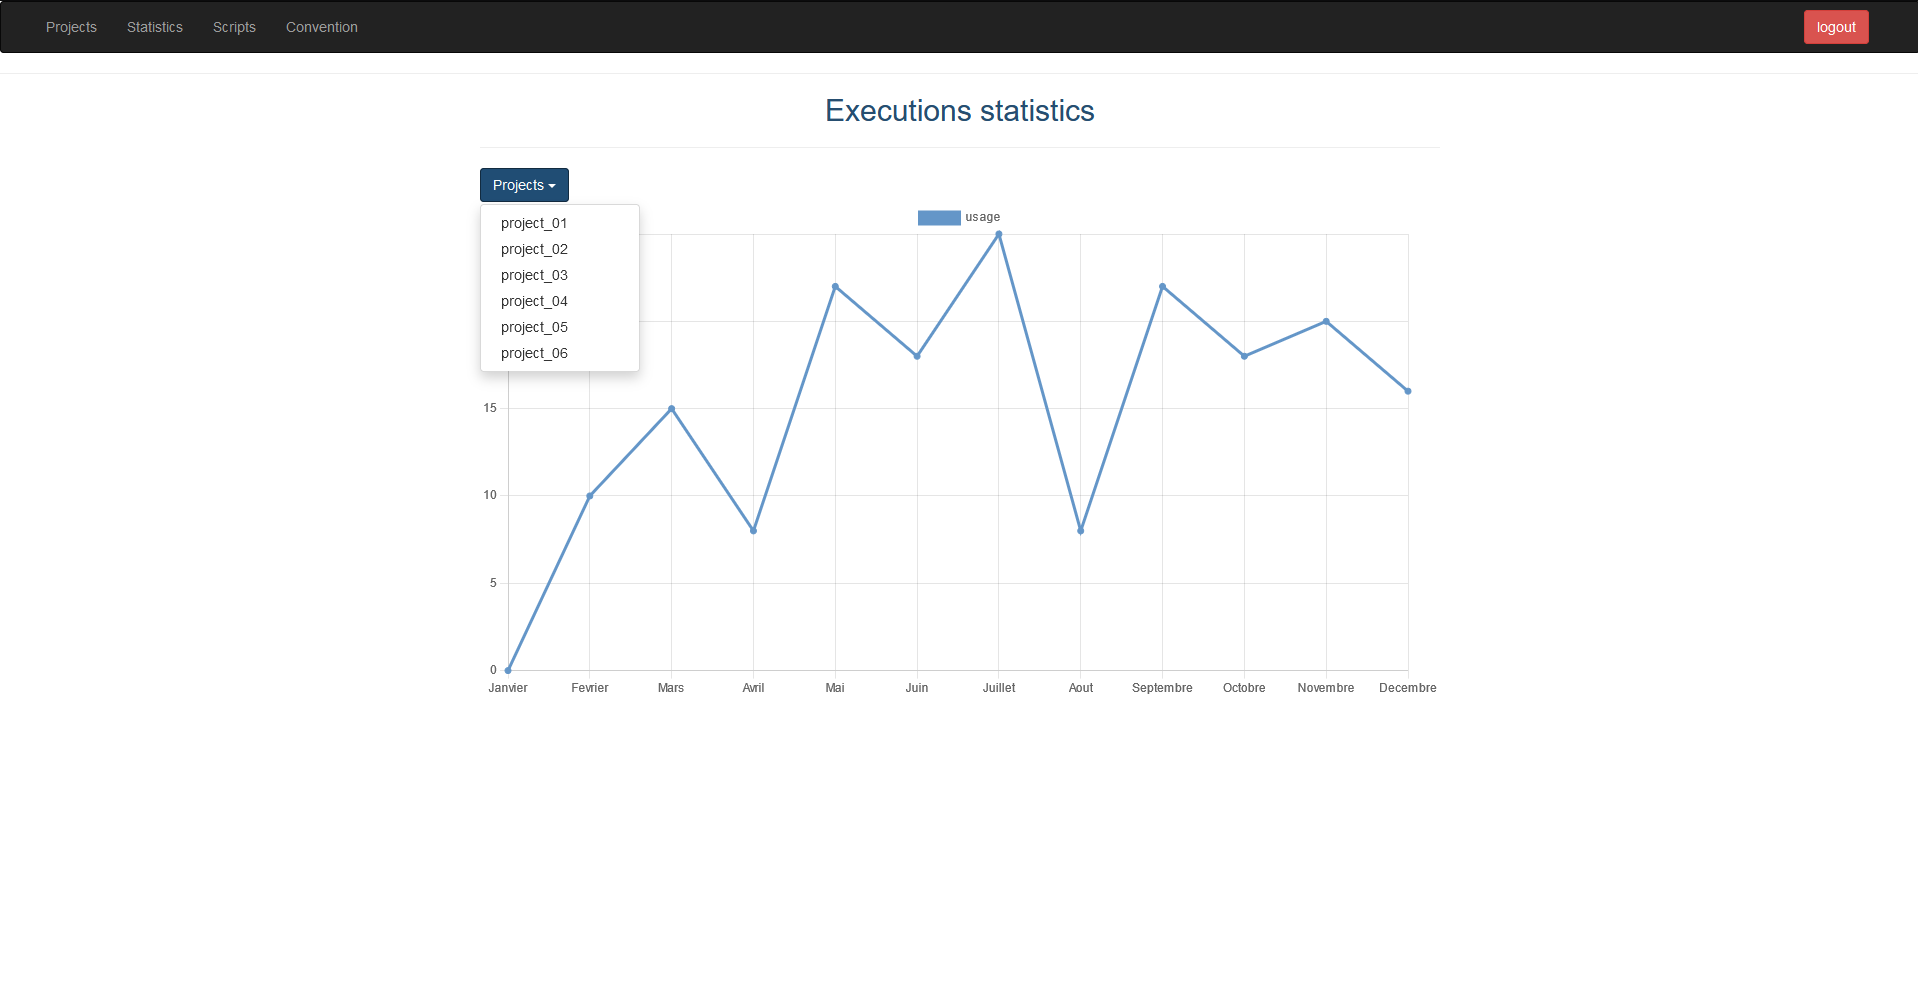 Projects Statistics Scripts Convention logout
Executions statistics
Projects
project_01
project_02
project_03
project_04
project_05
project_06
usage
15
10
5
0
Janvier Fevrier Mars Avril Mai Juin Juillet Aout Septembre Octobre Novembre Decembre